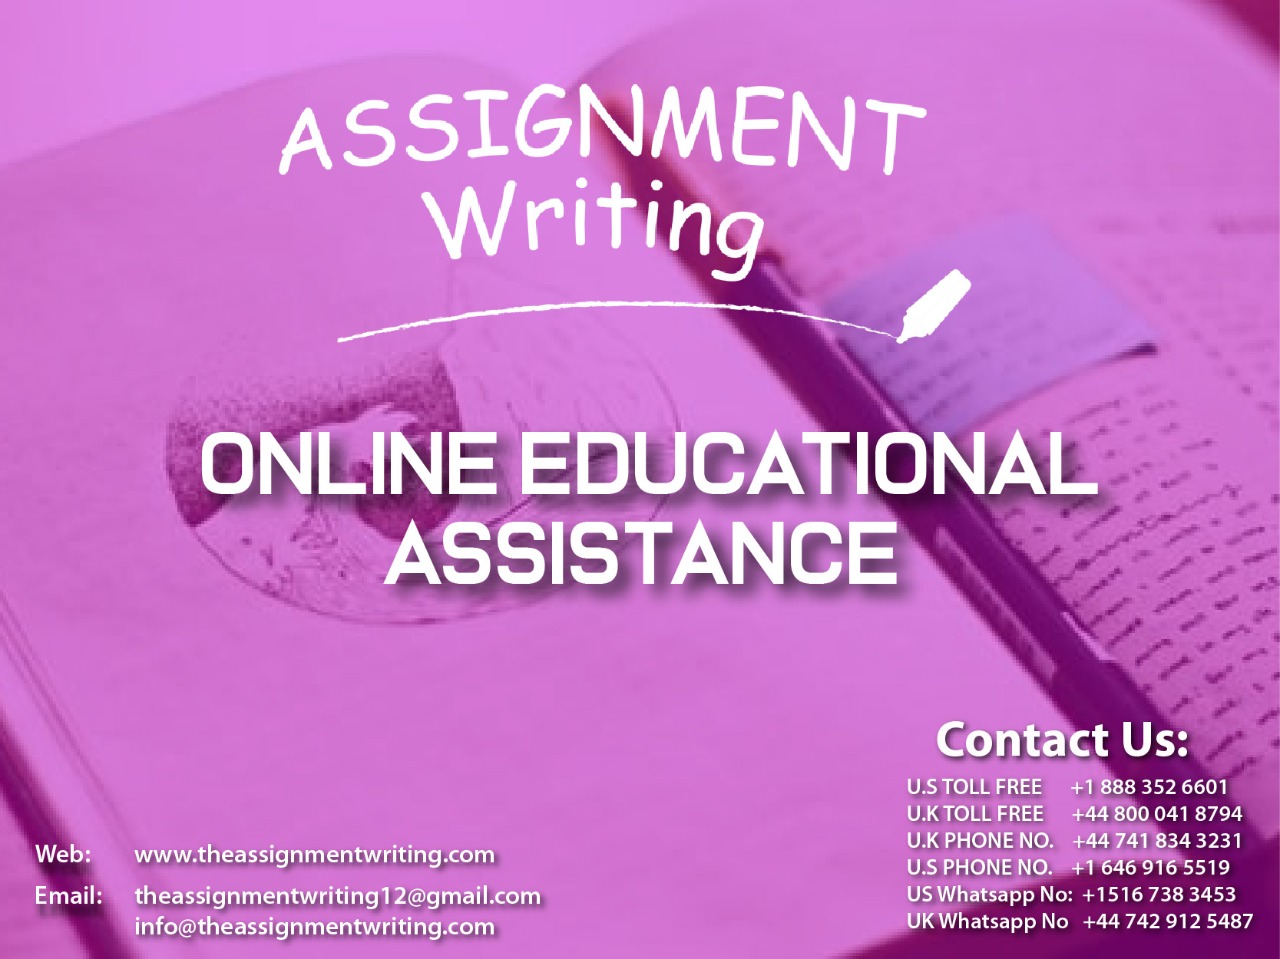 ASSIGNMENT
Writing
ONLINE EDUCATIONAL
ASSISTANCE
Contact Us:
U.S TOLL FREE +1 888 352 6601
U.K TOLL FREE +44 800 041 8794
U.K PHONE NO. +44 741 834 3231
U.S PHONE NO. +1 646 916 5519
US Whatsapp No: +1516 738 3453
UK Whatsapp No +44 742 912 5487
Web: www.theassignmentwriting.com
Email: theassignmentwriting12@gmail.com
info@theassignmentwriting.com